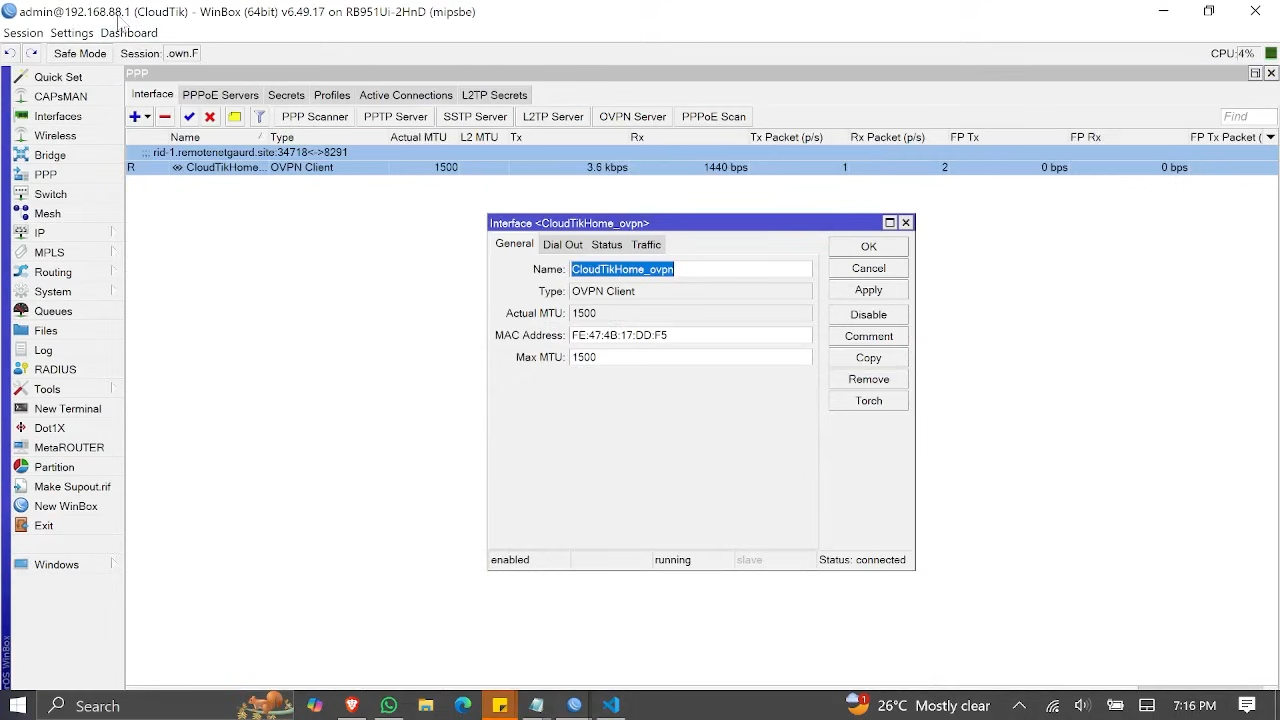 admin@192.168.88.1 (CloudTik) - WinBox (64bit) v6.49.17 on RB951Ui-2HnD (mipsbe)
Session Settings Dashboard
Safe Mode Session: .own.F CPU:4%
Quick Set
CAPsMAN
Interfaces
Wireless
Bridge
PPP
Switch
Mesh
IP
MPLS
Routing
System
Queues
Files
Log
RADIUS
Tools
New Terminal
Dot1X
MetaROUTER
Partition
Make Supout.rif
New WinBox
Exit
Windows
PPP
Interface PPPoE Servers Secrets Profiles Active Connections L2TP Secrets
PPP Scanner PPTP Server SSTP Server L2TP Server OVPN Server PPPoE Scan Find
Name / Type Actual MTU L2 MTU Tx Rx Tx Packet (p/s) Rx Packet (p/s) FP Tx FP Rx FP Tx Packet (
;;; rid-1.remotenetgaurd.site:34718<->8291
R CloudTikHome... OVPN Client 1500 3.6 kbps 1440 bps 1 2 0 bps 0 bps
Interface <CloudTikHome_ovpn>
General Dial Out Status Traffic
Name: CloudTikHome_ovpn
Type: OVPN Client
Actual MTU: 1500
MAC Address: FE:47:4B:17:DD:F5
Max MTU: 1500
OK
Cancel
Apply
Disable
Comment
Copy
Remove
Torch
enabled running slave Status: connected
OS WinBox
Search 1 26°C Mostly clear 7:16 PM